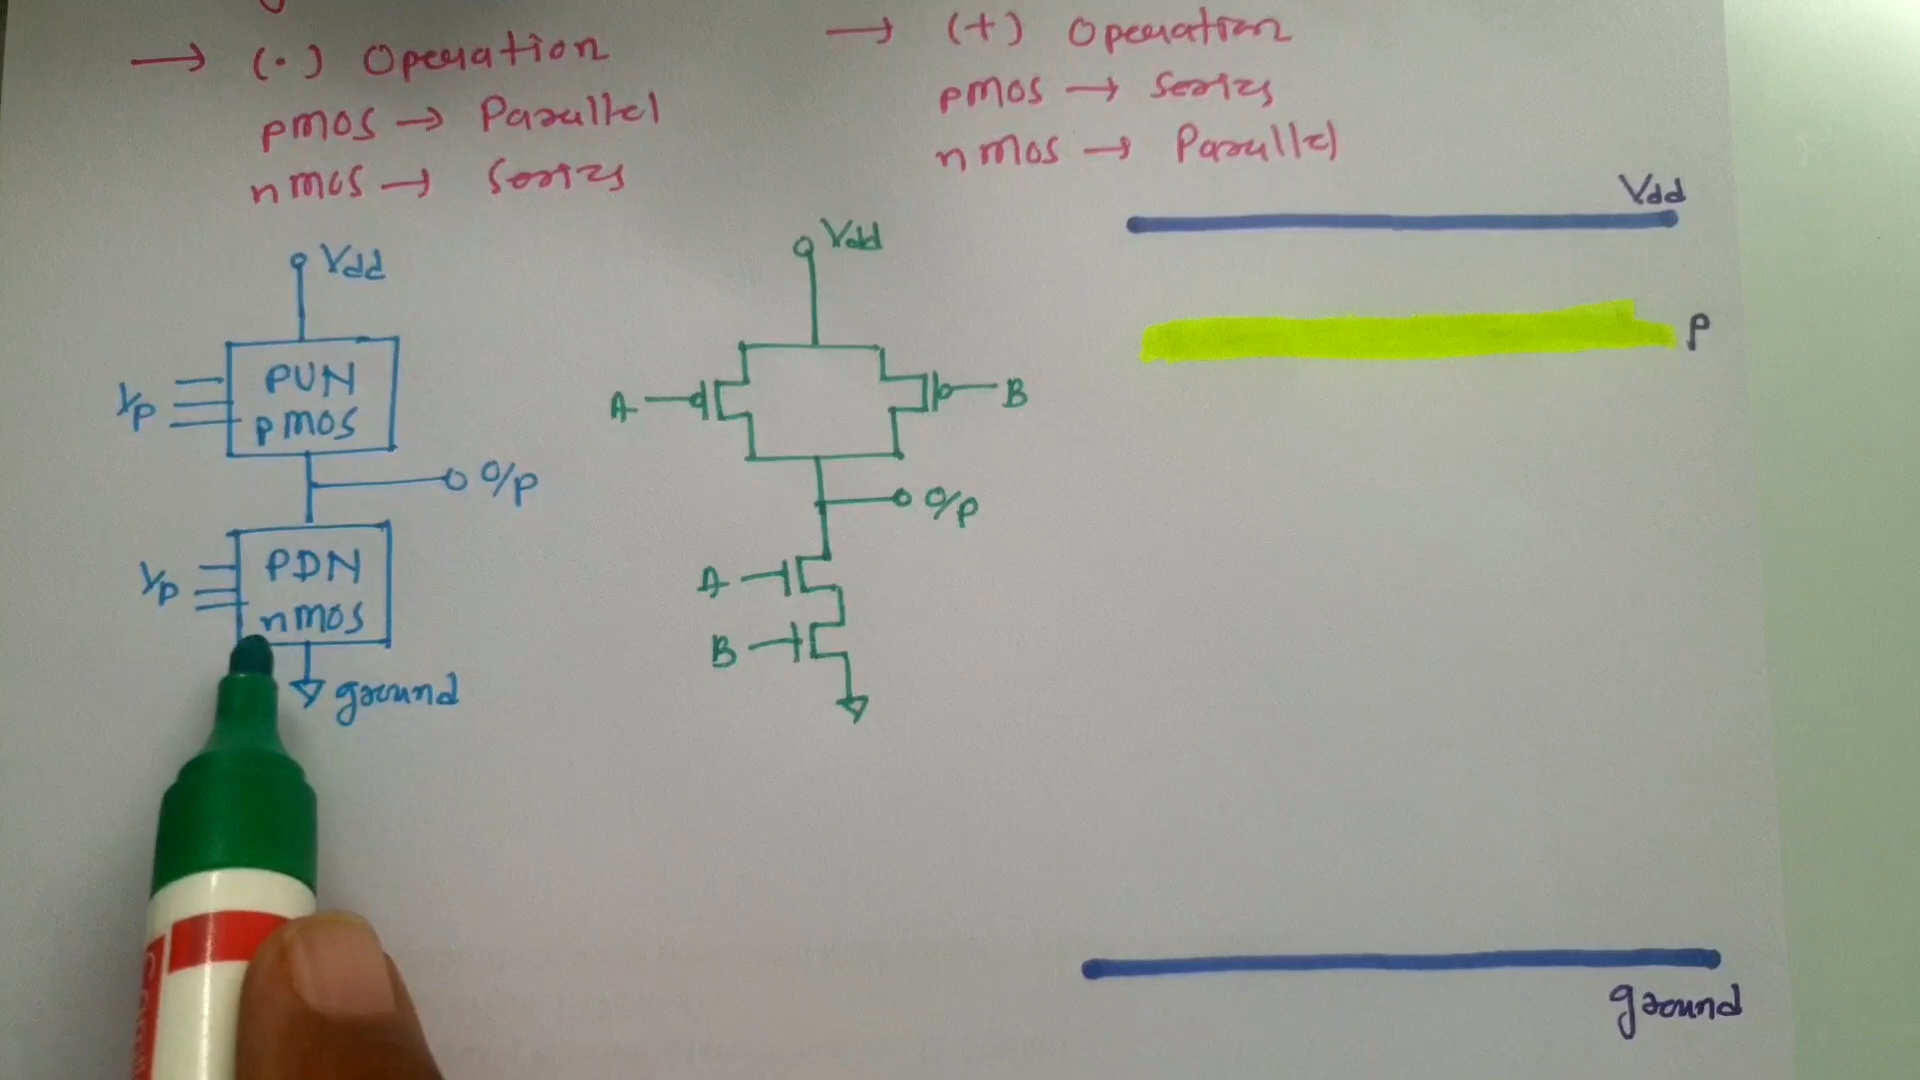 → (.) Operation
pmos → Parallel
nmos → Series
→ (+) Operation
pmos → Series
nmos → Parallel
Vdd
PUN
pmos
I/p
O/p
PDN
nmos
I/p
ground
Vdd
A
B
O/p
A
B
Vdd
P
ground